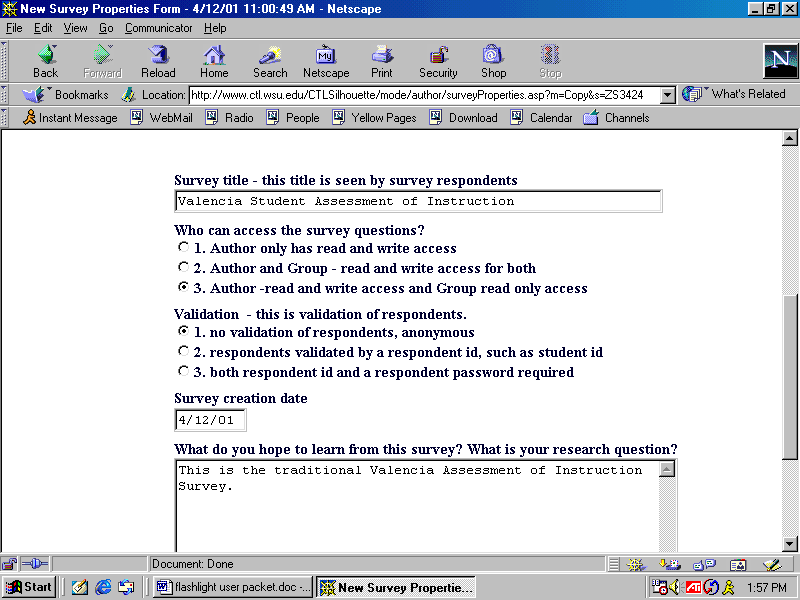 New Survey Properties Form - 4/12/01 11:00:49 AM - Netscape
File Edit View Go Communicator Help
Back Forward Reload Home Search Netscape Print Security Shop Stop
My
N
Bookmarks Location: http://www.ctl.wsu.edu/CTLSilhouette/mode/author/surveyProperties.asp?m=Copy&s=ZS3424 What's Related
Instant Message WebMail Radio People Yellow Pages Download Calendar Channels
Survey title - this title is seen by survey respondents
Valencia Student Assessment of Instruction
Who can access the survey questions?
1. Author only has read and write access
2. Author and Group - read and write access for both
3. Author -read and write access and Group read only access
Validation - this is validation of respondents.
1. no validation of respondents, anonymous
2. respondents validated by a respondent id, such as student id
3. both respondent id and a respondent password required
Survey creation date
4/12/01
What do you hope to learn from this survey? What is your research question?
This is the traditional Valencia Assessment of Instruction
Survey.
Document: Done
Start flashlight user packet.doc -... New Survey Propertie... 1:57 PM